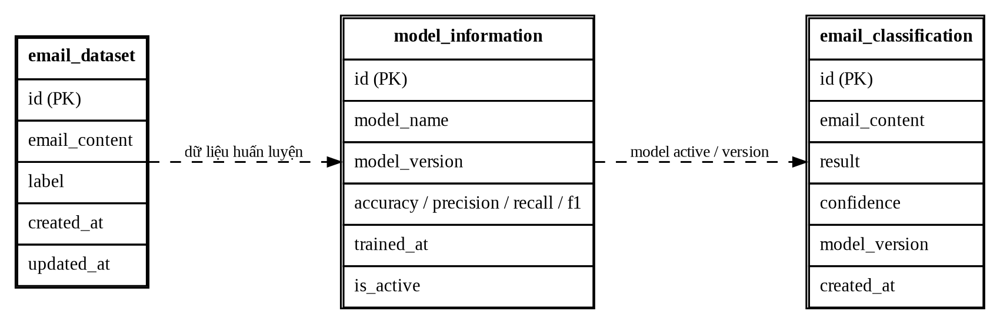 email_dataset
id (PK)
email_content
label
created_at
updated_at
dữ liệu huấn luyện
model_information
id (PK)
model_name
model_version
accuracy / precision / recall / f1
trained_at
is_active
model active / version
email_classification
id (PK)
email_content
result
confidence
model_version
created_at